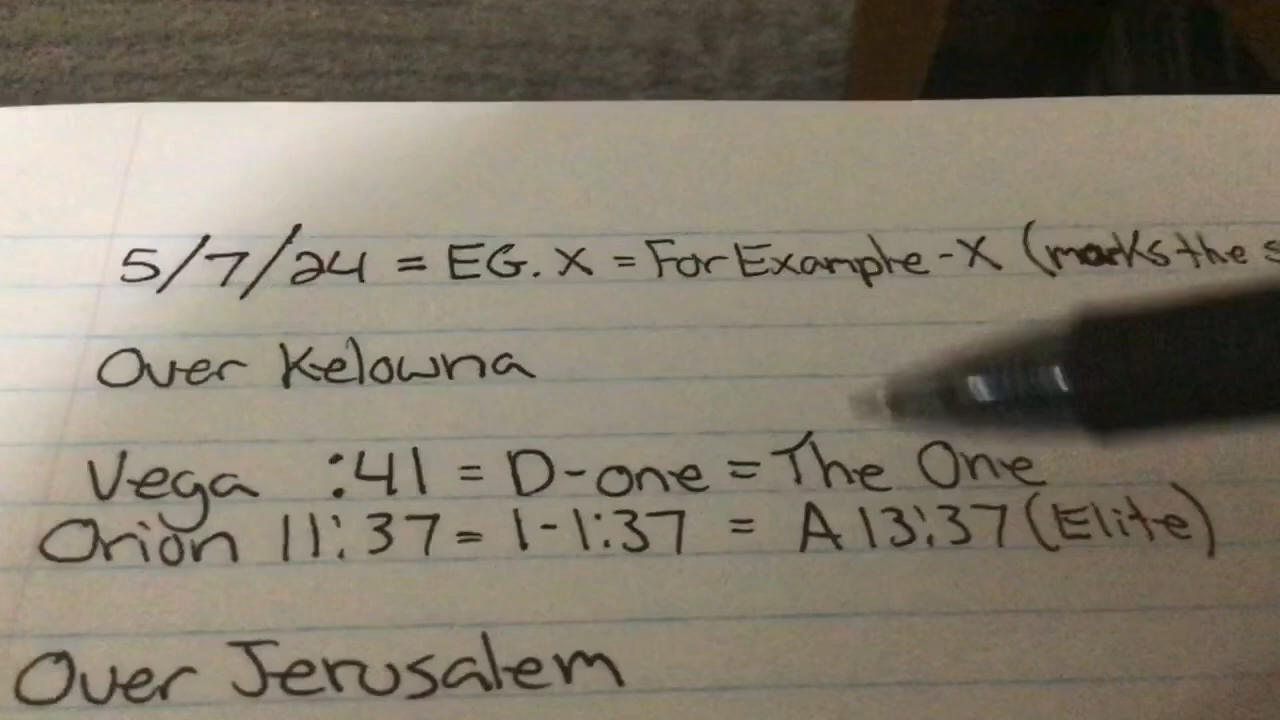 5/7/24 = EG. X = For Example - X (marks the
Over Kelowna
Vega :41 = D-one = The One
Orion 11:37 = 1-1:37 = A 13:37 (Elite)
Over Jerusalem